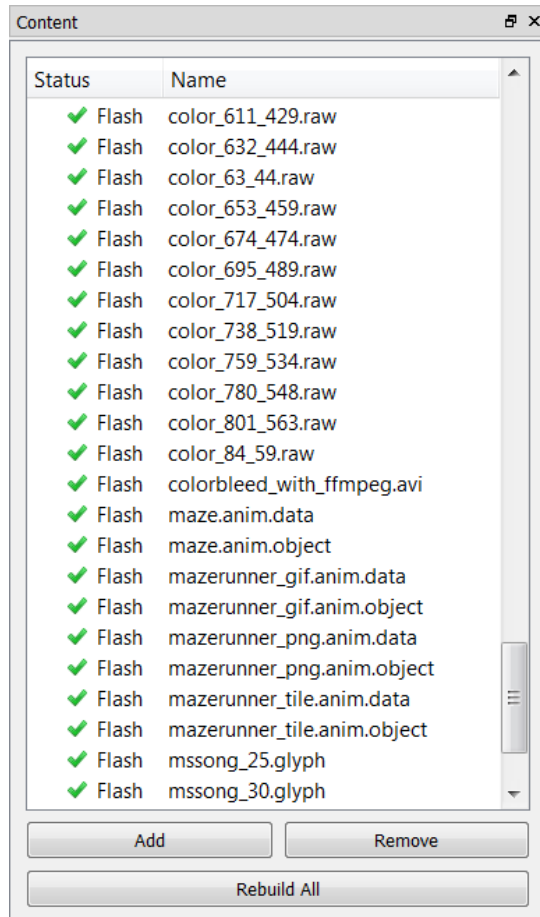 Content
Status Name
Flash color_611_429.raw
Flash color_632_444.raw
Flash color_63_44.raw
Flash color_653_459.raw
Flash color_674_474.raw
Flash color_695_489.raw
Flash color_717_504.raw
Flash color_738_519.raw
Flash color_759_534.raw
Flash color_780_548.raw
Flash color_801_563.raw
Flash color_84_59.raw
Flash colorbleed_with_ffmpeg.avi
Flash maze.anim.data
Flash maze.anim.object
Flash mazerunner_gif.anim.data
Flash mazerunner_gif.anim.object
Flash mazerunner_png.anim.data
Flash mazerunner_png.anim.object
Flash mazerunner_tile.anim.data
Flash mazerunner_tile.anim.object
Flash mssong_25.glyph
Flash mssong_30.glyph
Add Remove
Rebuild All